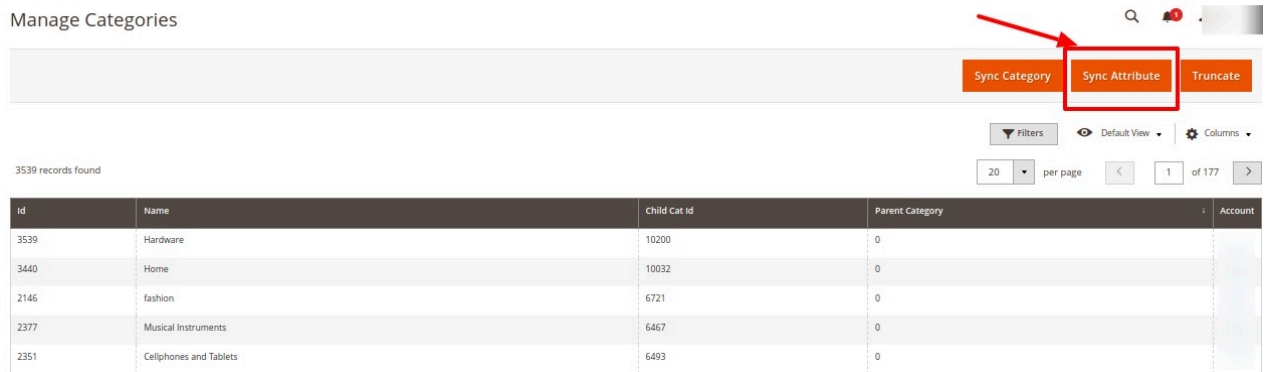 Manage Categories
1
Sync Category Sync Attribute Truncate
Filters Default View Columns
3539 records found 20 per page 1 of 177
Id Name Child Cat Id Parent Category Account
3539 Hardware 10200 0
3440 Home 10032 0
2146 fashion 6721 0
2377 Musical Instruments 6467 0
2351 Cellphones and Tablets 6493 0